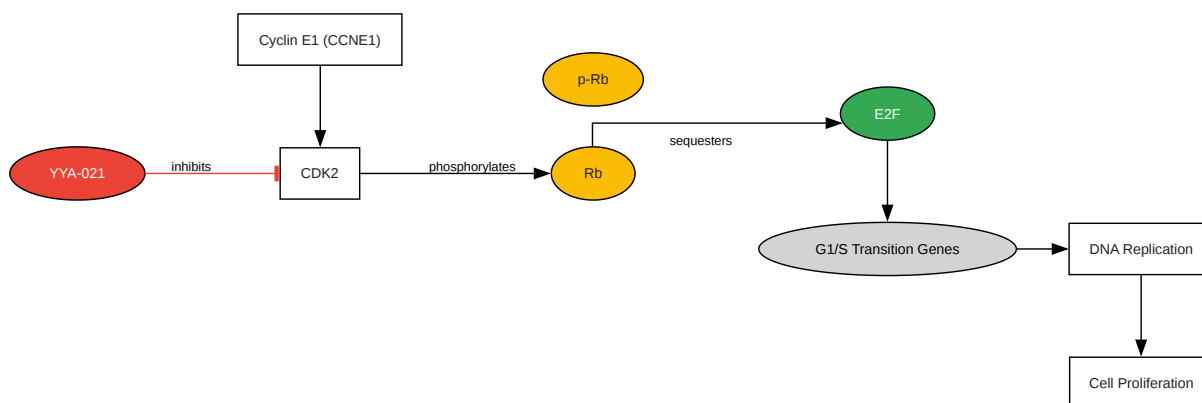 Cyclin E1 (CCNE1)
p-Rb
E2F
sequesters
YYA-021
inhibits
CDK2
phosphorylates
Rb
G1/S Transition Genes
DNA Replication
Cell Proliferation